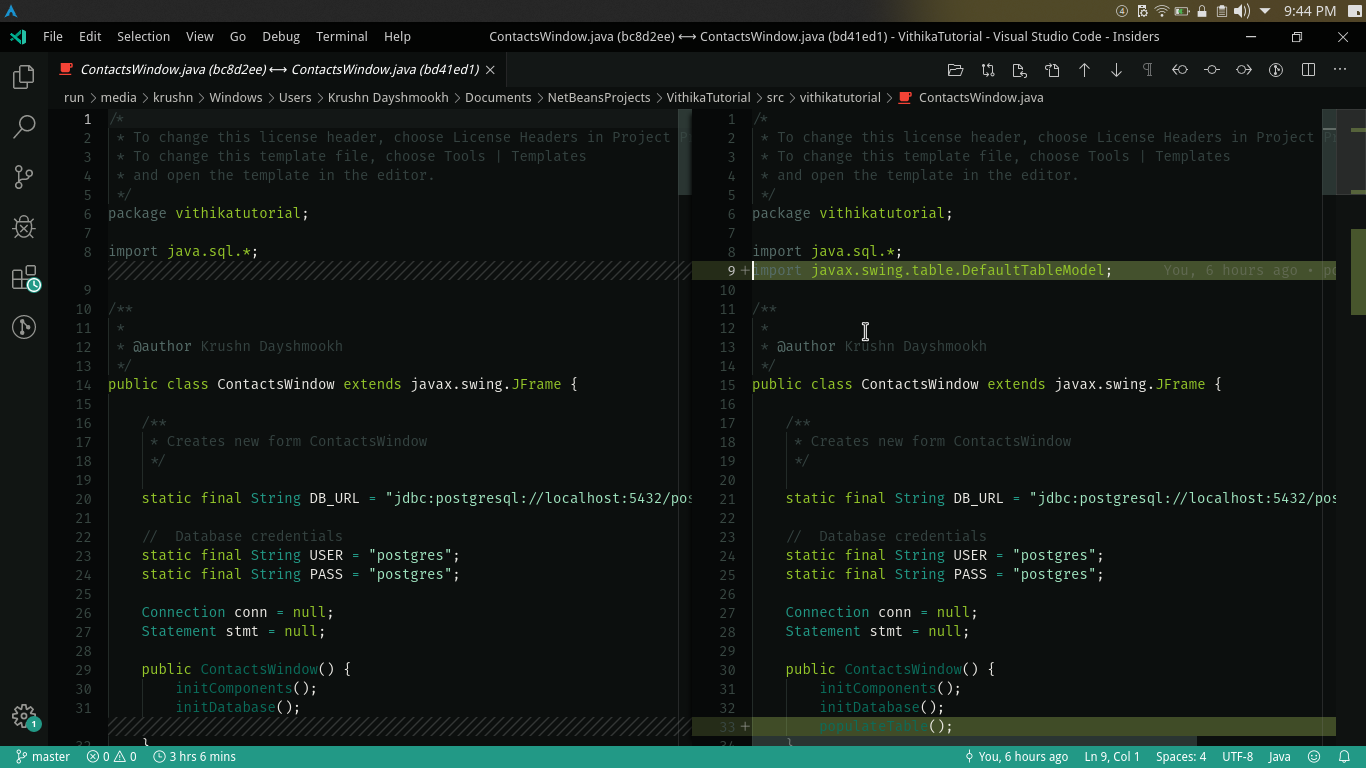 4
9:44 PM
File Edit Selection View Go Debug Terminal Help
ContactsWindow.java (bc8d2ee) ⟷ ContactsWindow.java (bd41ed1) - VithikaTutorial - Visual Studio Code - Insiders
ContactsWindow.java (bc8d2ee) ⟷ ContactsWindow.java (bd41ed1)
run > media > krushn > Windows > Users > Krushn Dayshmookh > Documents > NetBeansProjects > VithikaTutorial > src > vithikatutorial > ContactsWindow.java
1 /*
2 * To change this license header, choose License Headers in Project P
3 * To change this template file, choose Tools | Templates
4 * and open the template in the editor.
5 */
6 package vithikatutorial;
7
8 import java.sql.*;
9
10 /**
11 *
12 * @author Krushn Dayshmookh
13 */
14 public class ContactsWindow extends javax.swing.JFrame {
15
16 /**
17 * Creates new form ContactsWindow
18 */
19
20 static final String DB_URL = "jdbc:postgresql://localhost:5432/pos
21
22 // Database credentials
23 static final String USER = "postgres";
24 static final String PASS = "postgres";
25
26 Connection conn = null;
27 Statement stmt = null;
28
29 public ContactsWindow() {
30 initComponents();
31 initDatabase();
32 }
1 /*
2 * To change this license header, choose License Headers in Project Pr
3 * To change this template file, choose Tools | Templates
4 * and open the template in the editor.
5 */
6 package vithikatutorial;
7
8 import java.sql.*;
9 + import javax.swing.table.DefaultTableModel; You, 6 hours ago • po
10
11 /**
12 *
13 * @author Krushn Dayshmookh
14 */
15 public class ContactsWindow extends javax.swing.JFrame {
16
17 /**
18 * Creates new form ContactsWindow
19 */
20
21 static final String DB_URL = "jdbc:postgresql://localhost:5432/pos
22
23 // Database credentials
24 static final String USER = "postgres";
25 static final String PASS = "postgres";
26
27 Connection conn = null;
28 Statement stmt = null;
29
30 public ContactsWindow() {
31 initComponents();
32 initDatabase();
33 + populateTable();
34 }
1
master 0 0 3 hrs 6 mins
You, 6 hours ago Ln 9, Col 1 Spaces: 4 UTF-8 Java